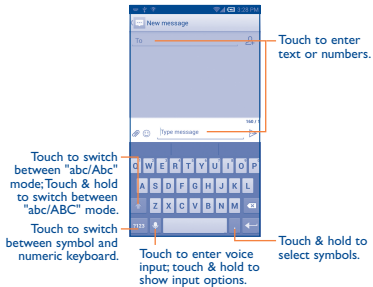 3:28 PM
New message
To
Touch to enter
text or numbers.
160 / 1
Type message
Touch to switch
between "abc/Abc"
mode;Touch & hold
to switch between
"abc/ABC" mode.
Q W E R T Y U I O P
A S D F G H J K L
Z X C V B N M
?123
Touch to switch
between symbol and
numeric keyboard.
Touch to enter voice
input; touch & hold to
show input options.
Touch & hold to
select symbols.